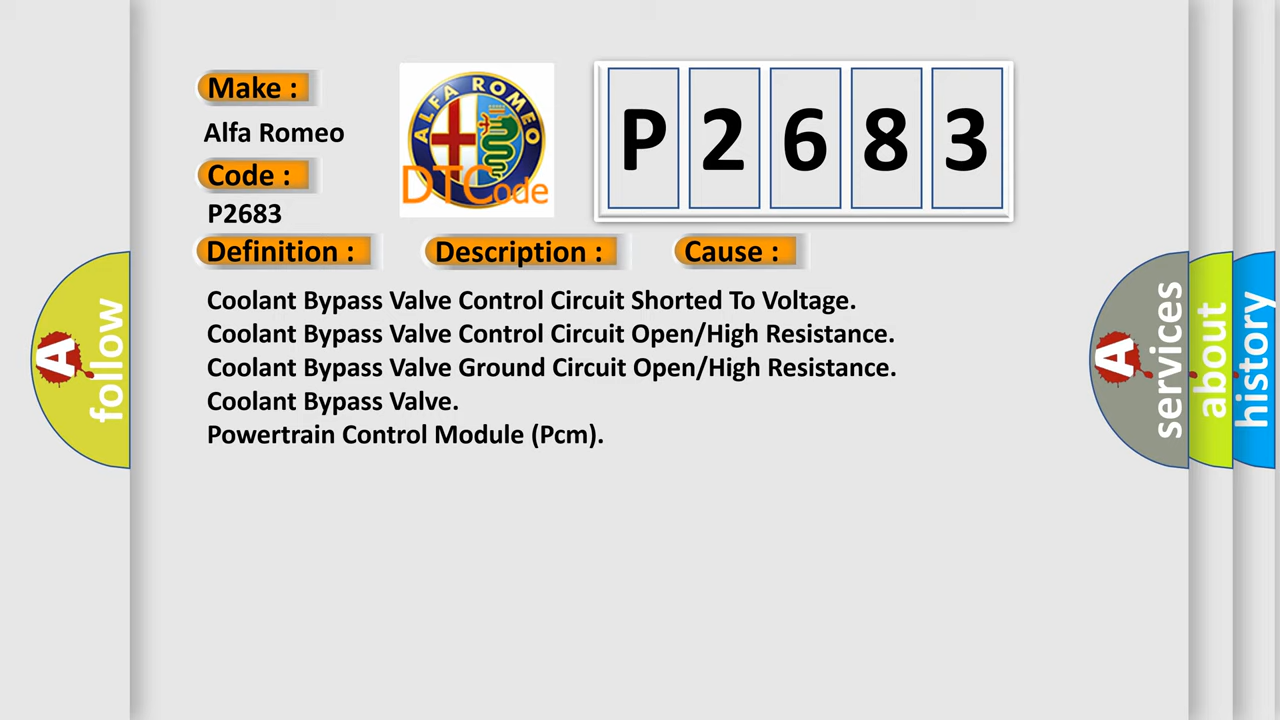 Make :
Alfa Romeo
Code :
P2683
ALFA ROMEO
DTCode
P 2 6 8 3
Definition :
Description :
Cause :
Coolant Bypass Valve Control Circuit Shorted To Voltage.
Coolant Bypass Valve Control Circuit Open/High Resistance.
Coolant Bypass Valve Ground Circuit Open/High Resistance.
Coolant Bypass Valve.
Powertrain Control Module (Pcm).
A
follow
A
services
about
history